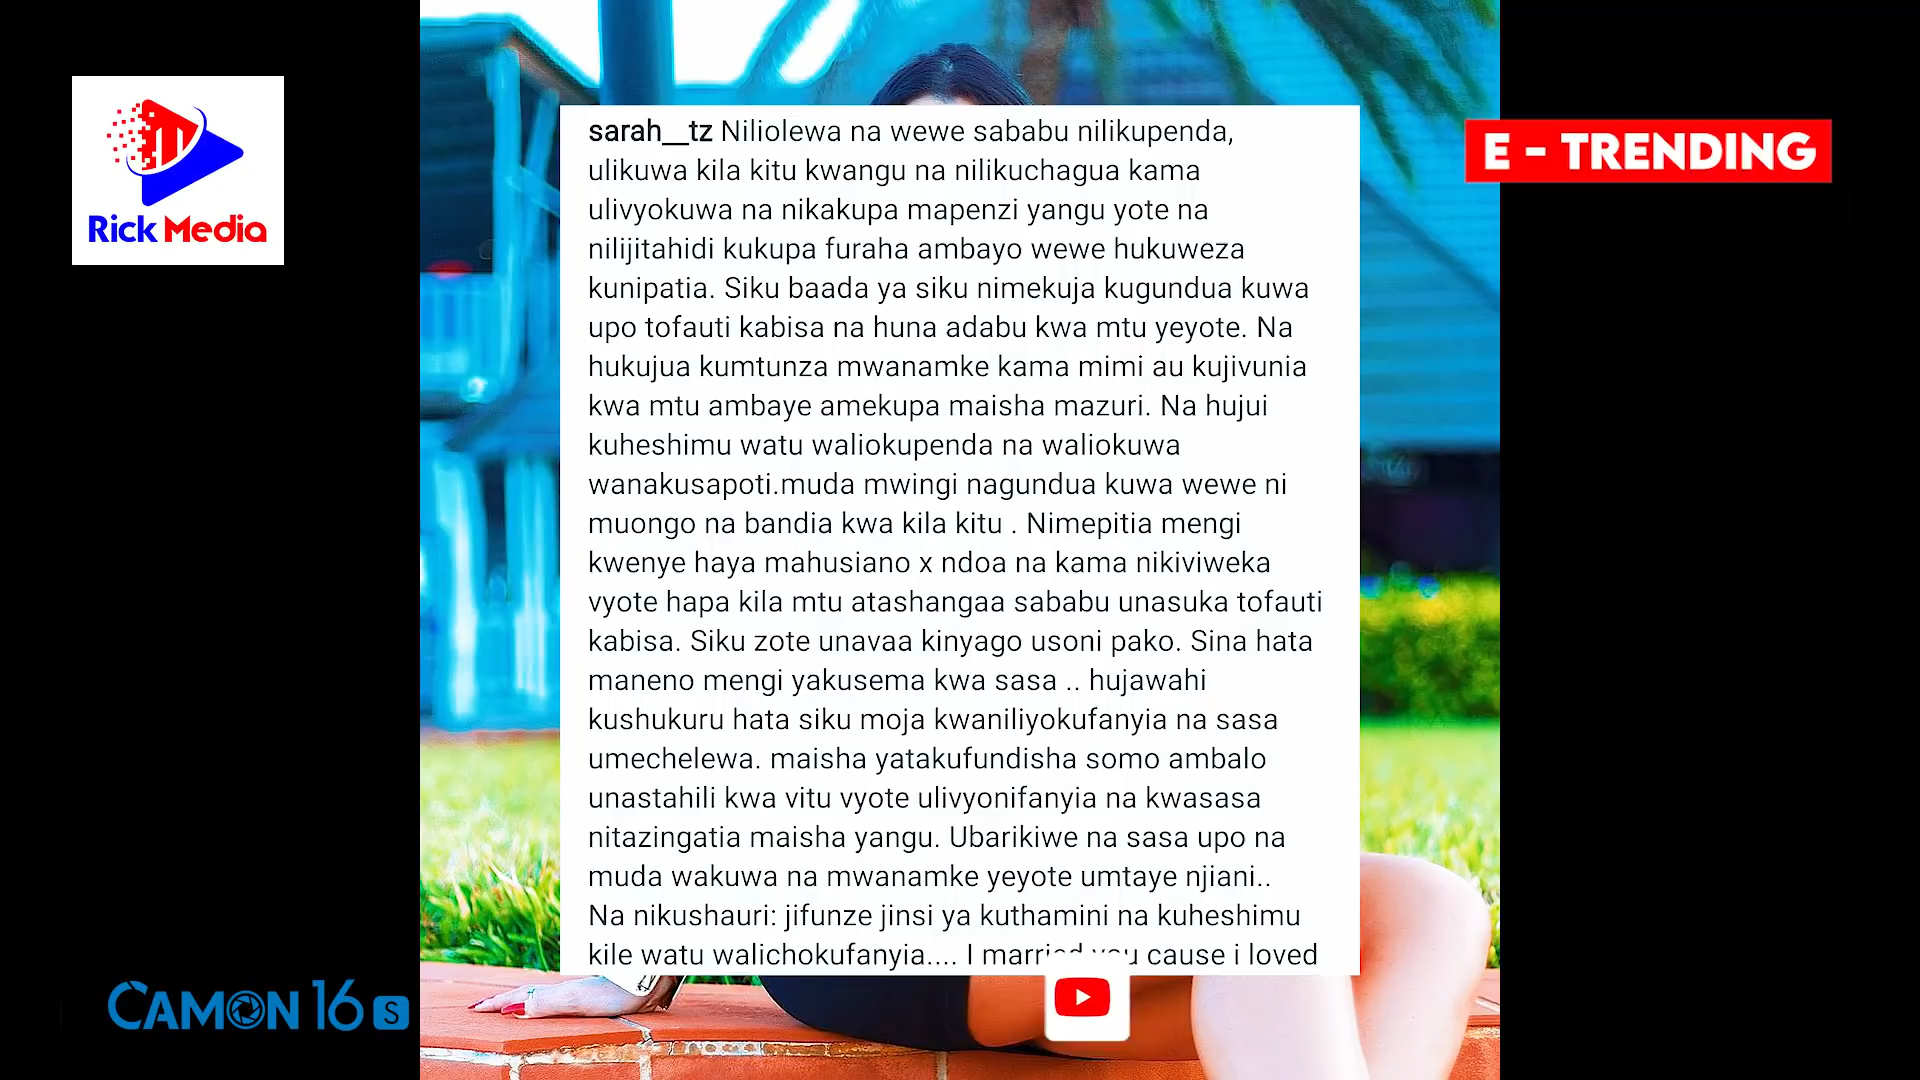 Rick Media
E - TRENDING
sarah__tz Niliolewa na wewe sababu nilikupenda,
ulikuwa kila kitu kwangu na nilikuchagua kama
ulivyokuwa na nikakupa mapenzi yangu yote na
nilijitahidi kukupa furaha ambayo wewe hukuweza
kunipatia. Siku baada ya siku nimekuja kugundua kuwa
upo tofauti kabisa na huna adabu kwa mtu yeyote. Na
hukujua kumtunza mwanamke kama mimi au kujivunia
kwa mtu ambaye amekupa maisha mazuri. Na hujui
kuheshimu watu waliokupenda na waliokuwa
wanakusapoti.muda mwingi nagundua kuwa wewe ni
muongo na bandia kwa kila kitu . Nimepitia mengi
kwenye haya mahusiano x ndoa na kama nikiviweka
vyote hapa kila mtu atashangaa sababu unasuka tofauti
kabisa. Siku zote unavaa kinyago usoni pako. Sina hata
maneno mengi yakusema kwa sasa .. hujawahi
kushukuru hata siku moja kwaniliyokufanyia na sasa
umechelewa. maisha yatakufundisha somo ambalo
unastahili kwa vitu vyote ulivyonifanyia na kwasasa
nitazingatia maisha yangu. Ubarikiwe na sasa upo na
muda wakuwa na mwanamke yeyote umtaye njiani..
Na nikushauri: jifunze jinsi ya kuthamini na kuheshimu
kile watu walichokufanyia.... I married you cause i loved
CAMON 16 S